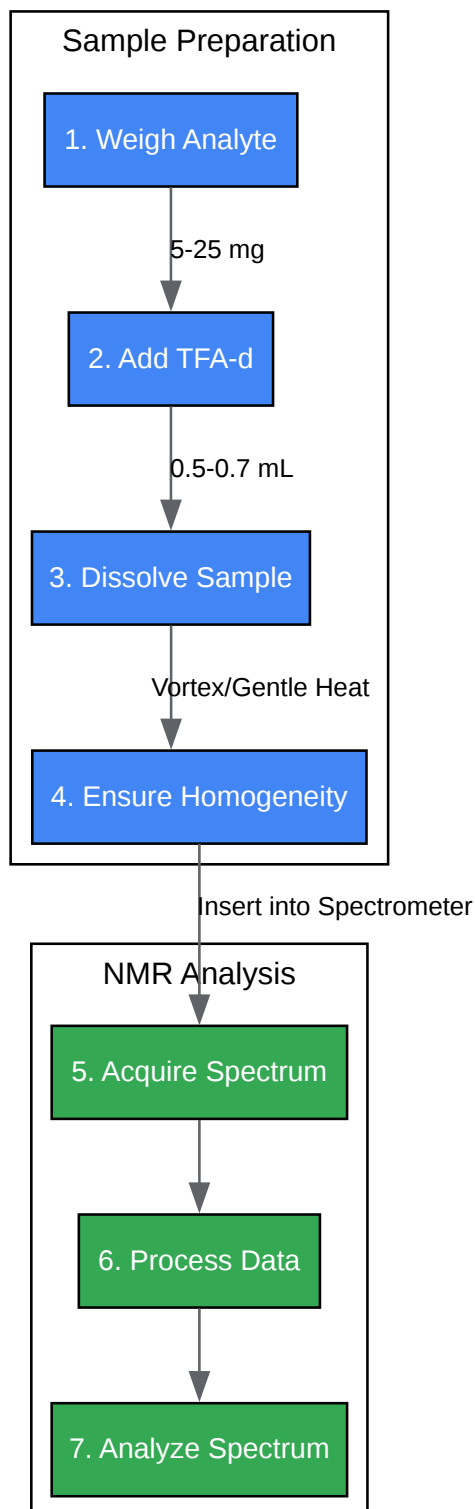 Sample Preparation
1. Weigh Analyte
5-25 mg
2. Add TFA-d
0.5-0.7 mL
3. Dissolve Sample
Vortex/Gentle Heat
4. Ensure Homogeneity
Insert into Spectrometer
NMR Analysis
5. Acquire Spectrum
6. Process Data
7. Analyze Spectrum